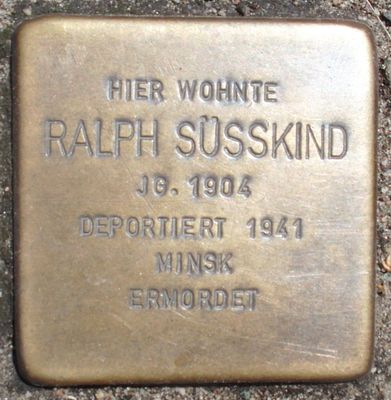 HIER WOHNTE
RALPH SÜSSKIND
JG. 1904
DEPORTIERT 1941
MINSK
ERMORDET